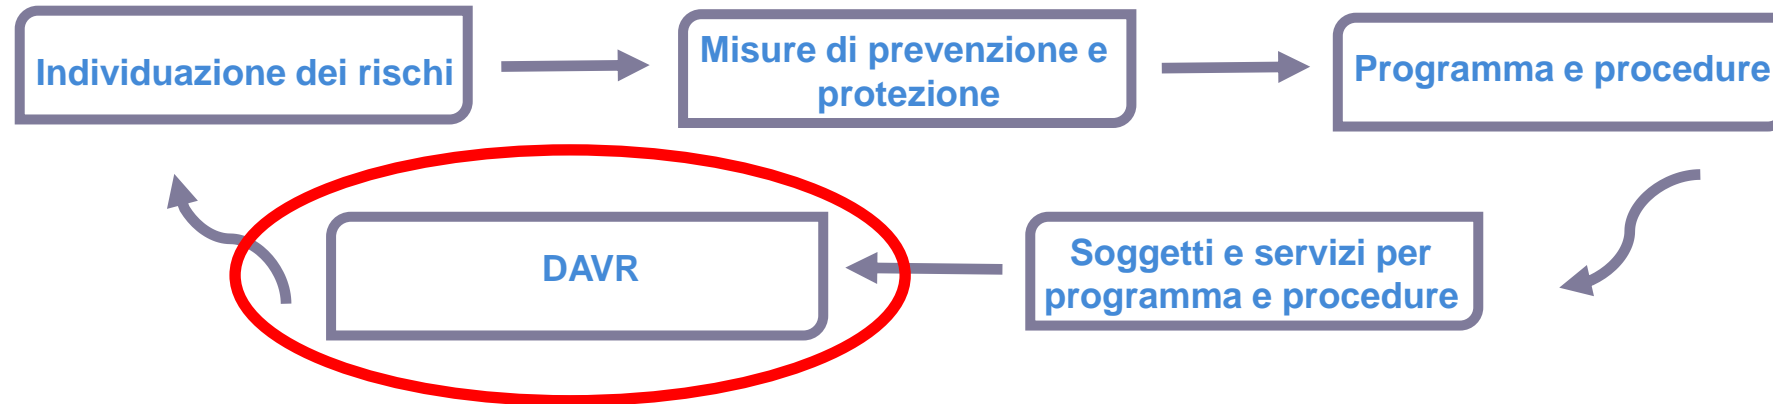 Individuazione dei rischi
Misure di prevenzione e
protezione
Programma e procedure
DAVR
Soggetti e servizi per
programma e procedure